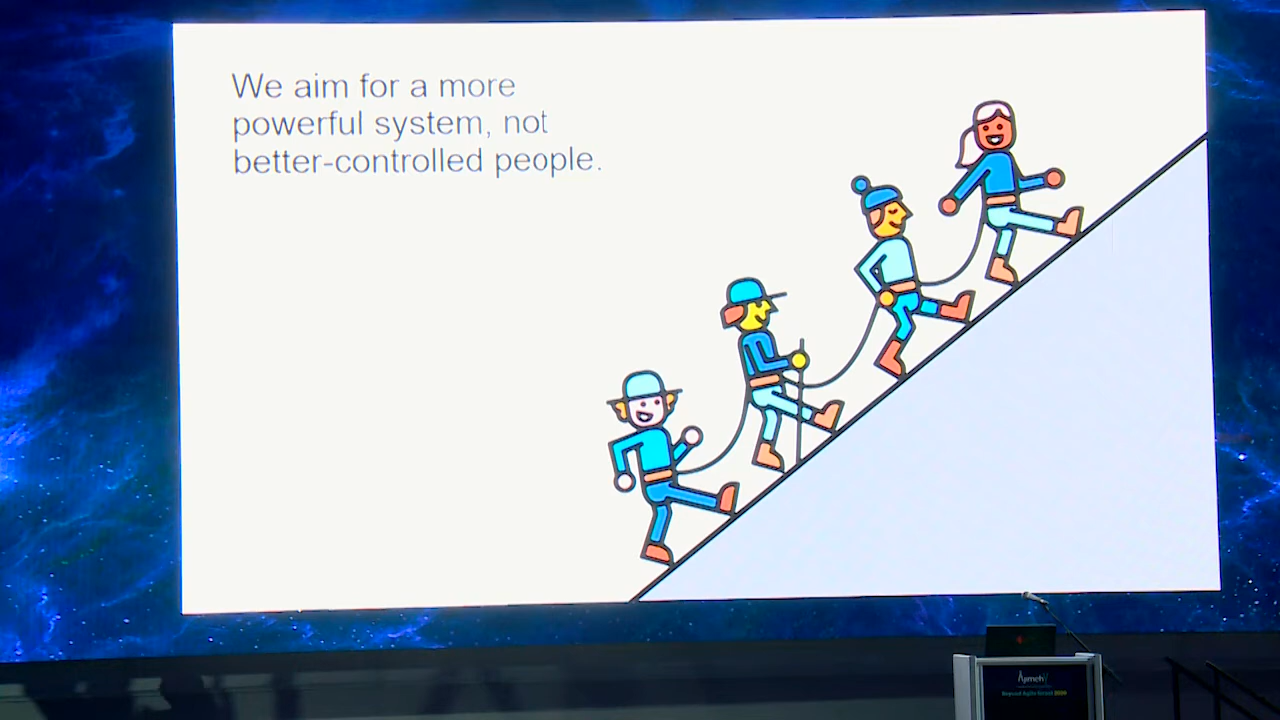 We aim for a more
powerful system, not
better-controlled people.